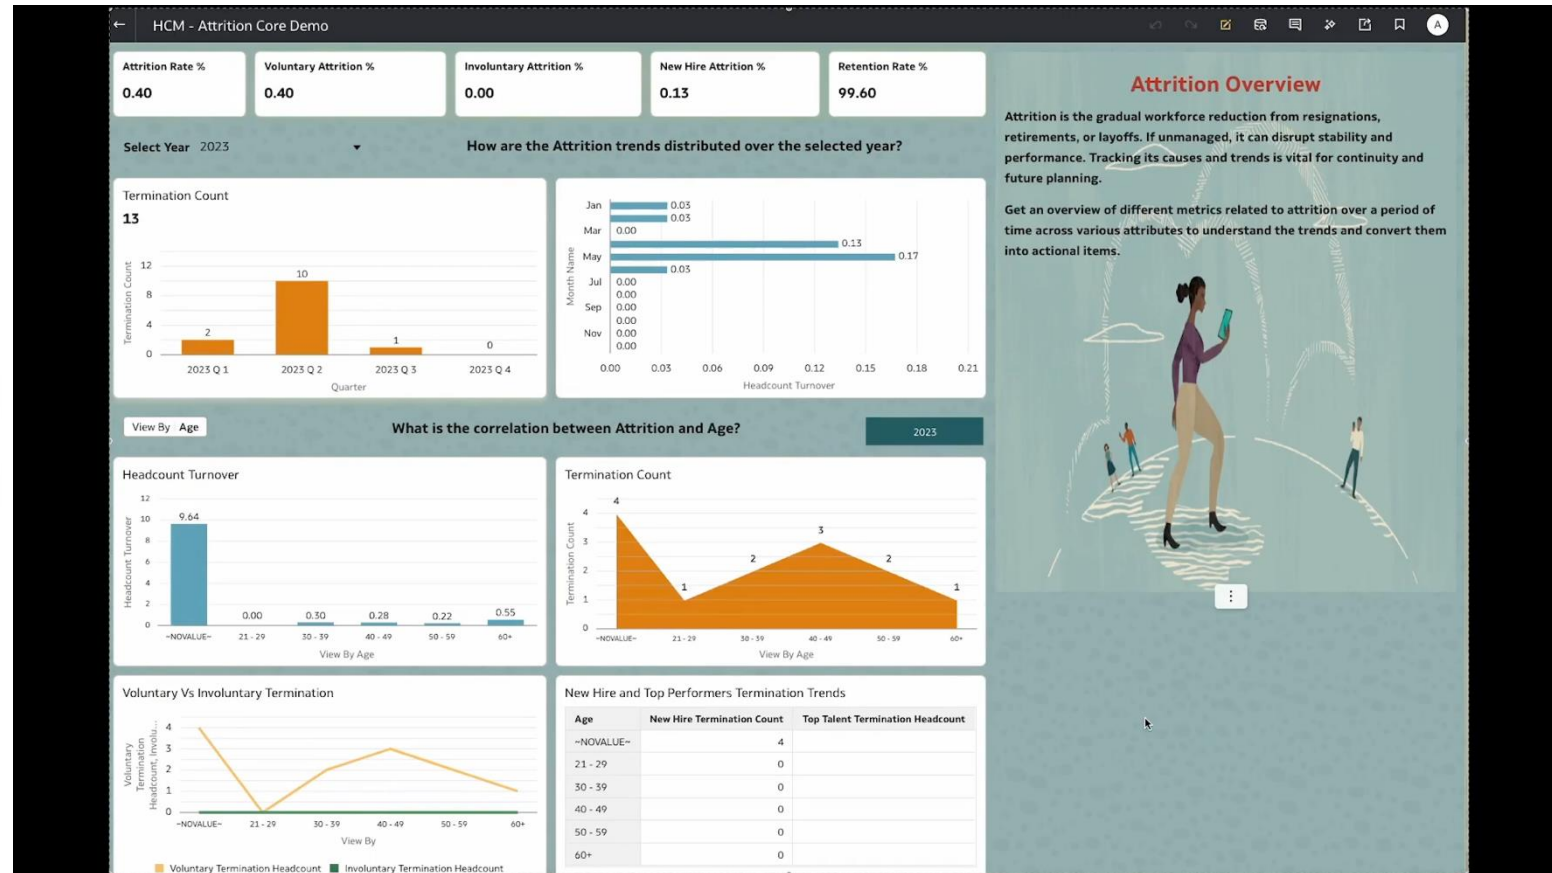 HCM - Attrition Core Demo
A
Attrition Rate %
0.40
Voluntary Attrition %
0.40
Involuntary Attrition %
0.00
New Hire Attrition %
0.13
Retention Rate %
99.60
Select Year 2023
How are the Attrition trends distributed over the selected year?
Termination Count
13
Termination Count
12
8
4
0
2
10
1
0
2023 Q 1
2023 Q 2
2023 Q 3
2023 Q 4
Quarter
Month Name
Jan
0.03
0.03
Mar
0.00
0.13
May
0.17
0.03
Jul
0.00
0.00
Sep
0.00
0.00
Nov
0.00
0.00
0.00
0.03
0.06
0.09
0.12
0.15
0.18
0.21
Headcount Turnover
View By Age
What is the correlation between Attrition and Age?
2023
Headcount Turnover
Headcount Turnover
12
10
8
6
4
2
0
9.64
0.00
0.30
0.28
0.22
0.55
~NOVALUE~
21 - 29
30 - 39
40 - 49
50 - 59
60+
View By Age
Termination Count
Termination Count
4
3
2
1
0
4
1
2
3
2
1
~NOVALUE~
21 - 29
30 - 39
40 - 49
50 - 59
60+
View By Age
Voluntary Vs Involuntary Termination
Voluntary
Termination
Headcount, Involu...
4
3
2
1
0
~NOVALUE~
21 - 29
30 - 39
40 - 49
50 - 59
60+
View By
Voluntary Termination Headcount
Involuntary Termination Headcount
New Hire and Top Performers Termination Trends
Age New Hire Termination Count Top Talent Termination Headcount
~NOVALUE~ 4
21 - 29 0
30 - 39 0
40 - 49 0
50 - 59 0
60+ 0
Attrition Overview
Attrition is the gradual workforce reduction from resignations,
retirements, or layoffs. If unmanaged, it can disrupt stability and
performance. Tracking its causes and trends is vital for continuity and
future planning.
Get an overview of different metrics related to attrition over a period of
time across various attributes to understand the trends and convert them
into actional items.